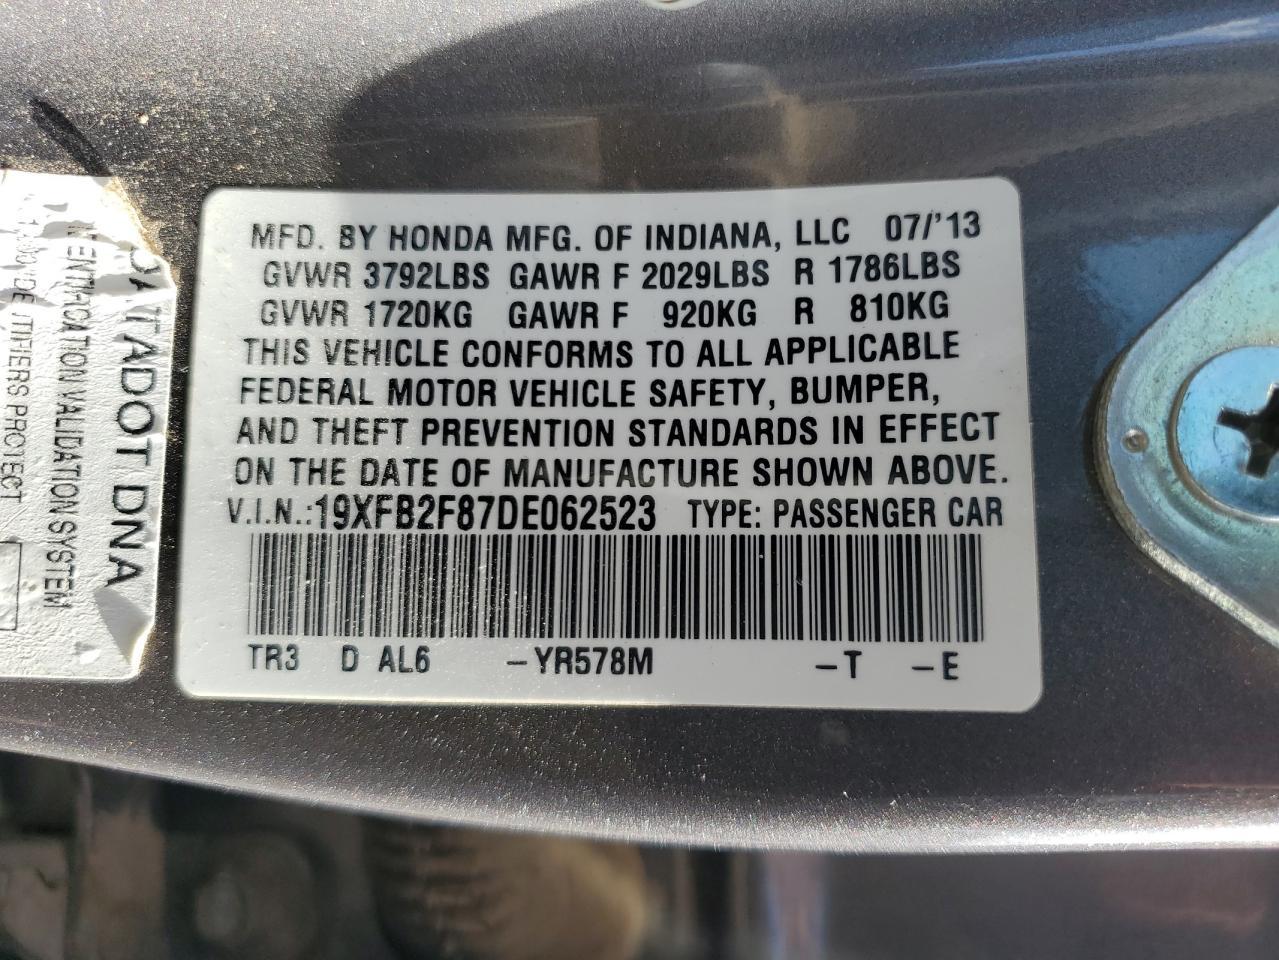 MFD. BY HONDA MFG. OF INDIANA, LLC 07/'13
GVWR 3792LBS GAWR F 2029LBS R 1786LBS
GVWR 1720KG GAWR F 920KG R 810KG
THIS VEHICLE CONFORMS TO ALL APPLICABLE
FEDERAL MOTOR VEHICLE SAFETY, BUMPER,
AND THEFT PREVENTION STANDARDS IN EFFECT
ON THE DATE OF MANUFACTURE SHOWN ABOVE.
V.I.N.:19XFB2F87DE062523 TYPE: PASSENGER CAR
TR3 D AL6 -YR578M -T -E
DATADOT DNA
IDENTIFICATION VALIDATION SYSTEM
IDENTIFIERS PROTECT